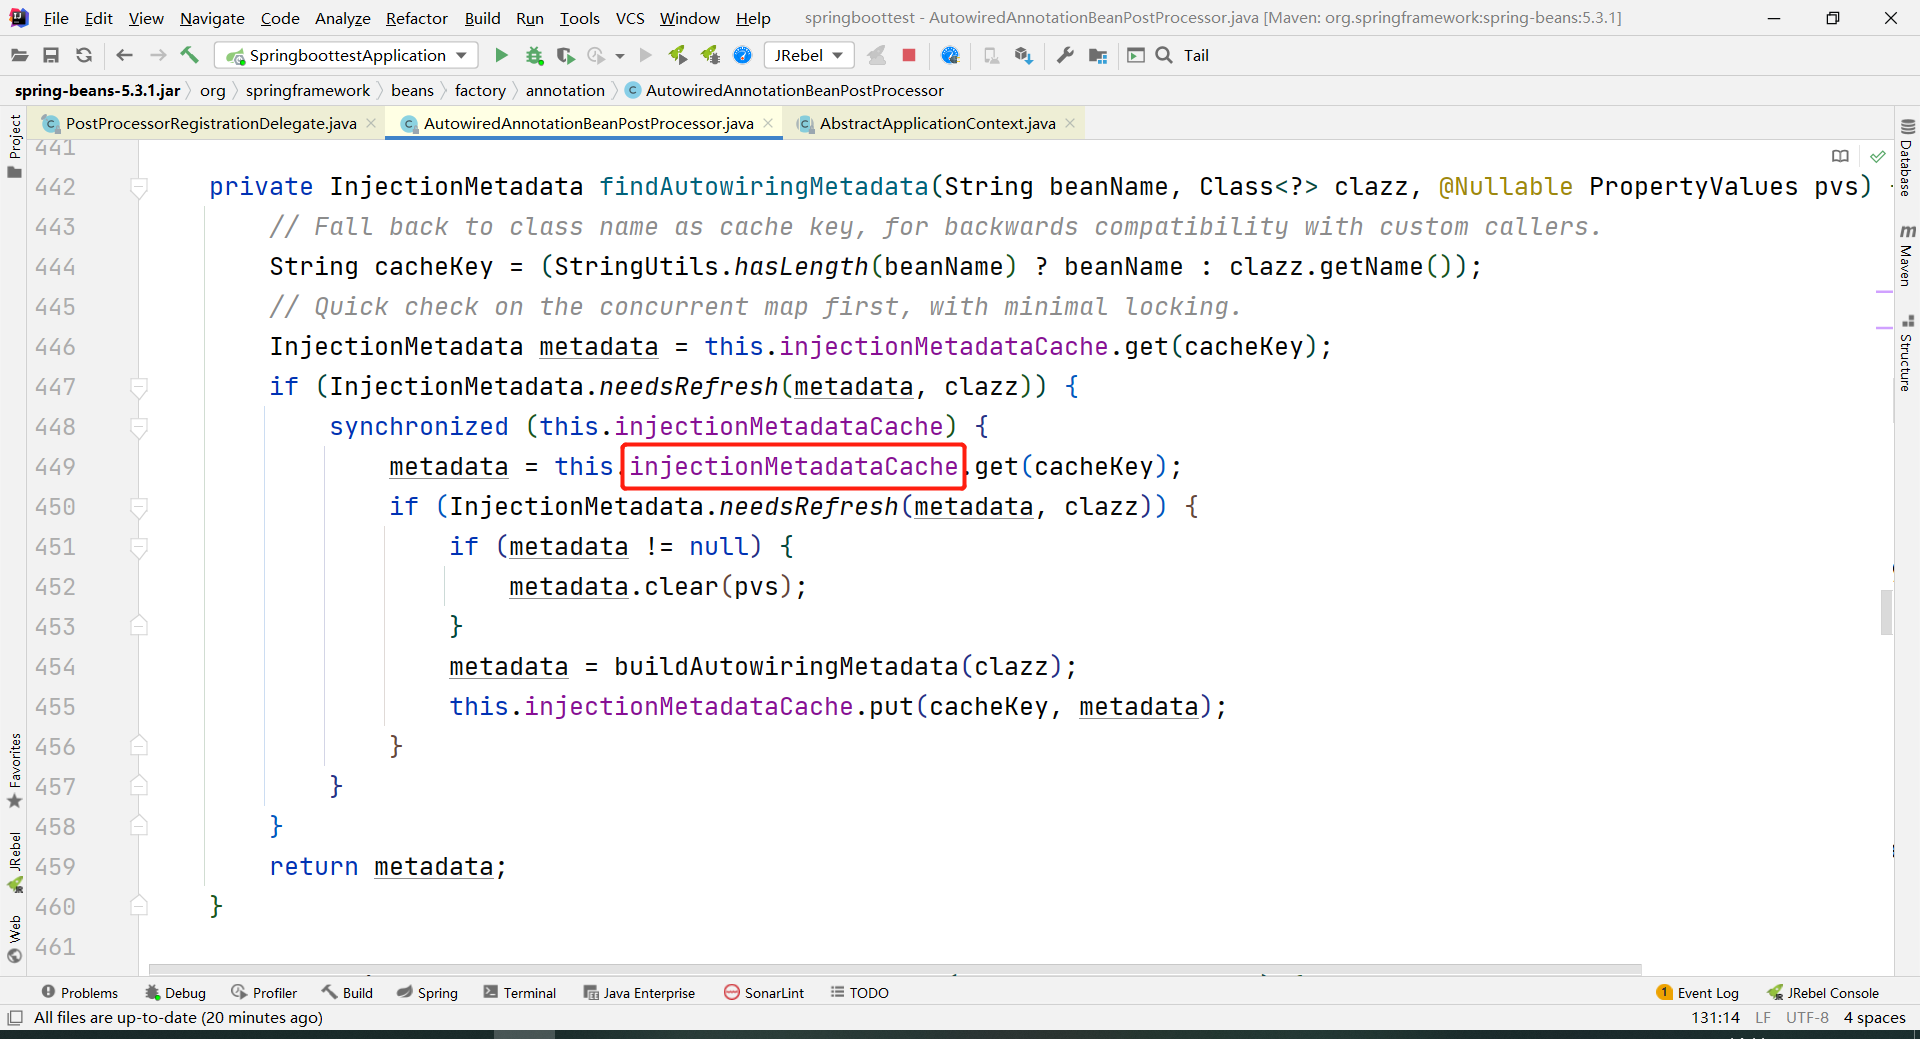 File Edit View Navigate Code Analyze Refactor Build Run Tools VCS Window Help springboottest - AutowiredAnnotationBeanPostProcessor.java [Maven: org.springframework:spring-beans:5.3.1]
SpringboottestApplication JRebel Tail
spring-beans-5.3.1.jar org springframework beans factory annotation AutowiredAnnotationBeanPostProcessor
PostProcessorRegistrationDelegate.java AutowiredAnnotationBeanPostProcessor.java AbstractApplicationContext.java
Project
Favorites
JRebel
Web
441
442 private InjectionMetadata findAutowiringMetadata(String beanName, Class<?> clazz, @Nullable PropertyValues pvs)
443 // Fall back to class name as cache key, for backwards compatibility with custom callers.
444 String cacheKey = (StringUtils.hasLength(beanName) ? beanName : clazz.getName());
445 // Quick check on the concurrent map first, with minimal locking.
446 InjectionMetadata metadata = this.injectionMetadataCache.get(cacheKey);
447 if (InjectionMetadata.needsRefresh(metadata, clazz)) {
448 synchronized (this.injectionMetadataCache) {
449 metadata = this.injectionMetadataCache.get(cacheKey);
450 if (InjectionMetadata.needsRefresh(metadata, clazz)) {
451 if (metadata != null) {
452 metadata.clear(pvs);
453 }
454 metadata = buildAutowiringMetadata(clazz);
455 this.injectionMetadataCache.put(cacheKey, metadata);
456 }
457 }
458 }
459 return metadata;
460 }
461
Database
Maven
Structure
Problems Debug Profiler Build Spring Terminal Java Enterprise SonarLint TODO 1 Event Log JRebel Console
All files are up-to-date (20 minutes ago) 131:14 LF UTF-8 4 spaces